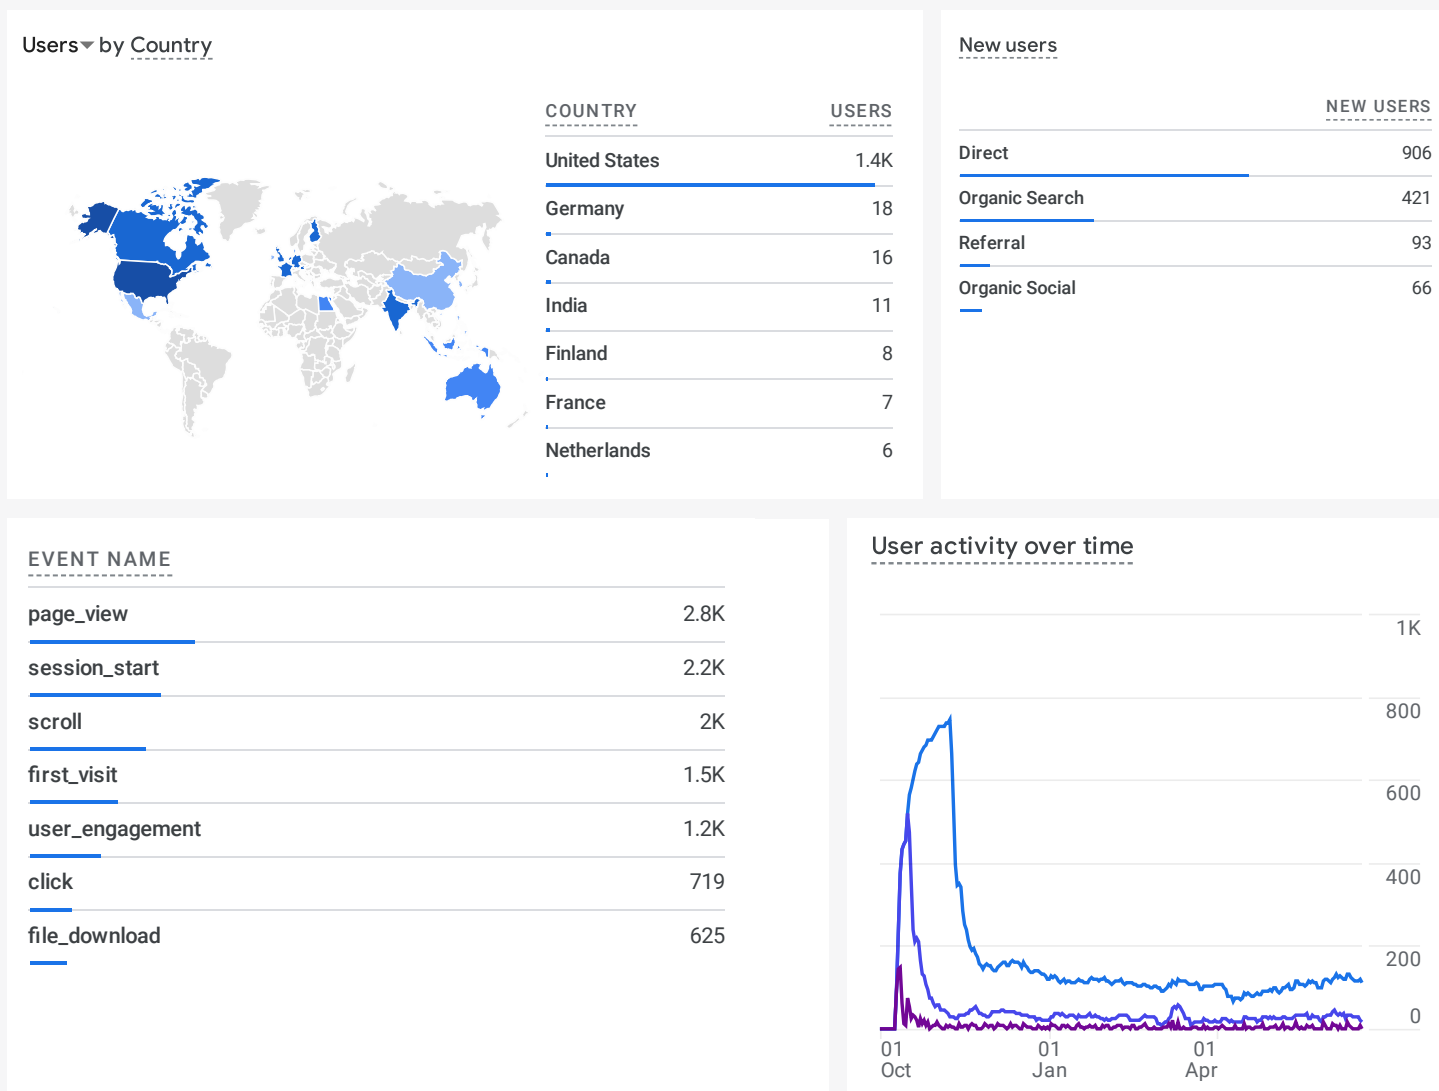 Users by Country
COUNTRY USERS
United States 1.4K
Germany 18
Canada 16
India 11
Finland 8
France 7
Netherlands 6
New users
NEW USERS
Direct 906
Organic Search 421
Referral 93
Organic Social 66
EVENT NAME
page_view 2.8K
session_start 2.2K
scroll 2K
first_visit 1.5K
user_engagement 1.2K
click 719
file_download 625
User activity over time
1K
800
600
400
200
0
01 01 01
Oct Jan Apr